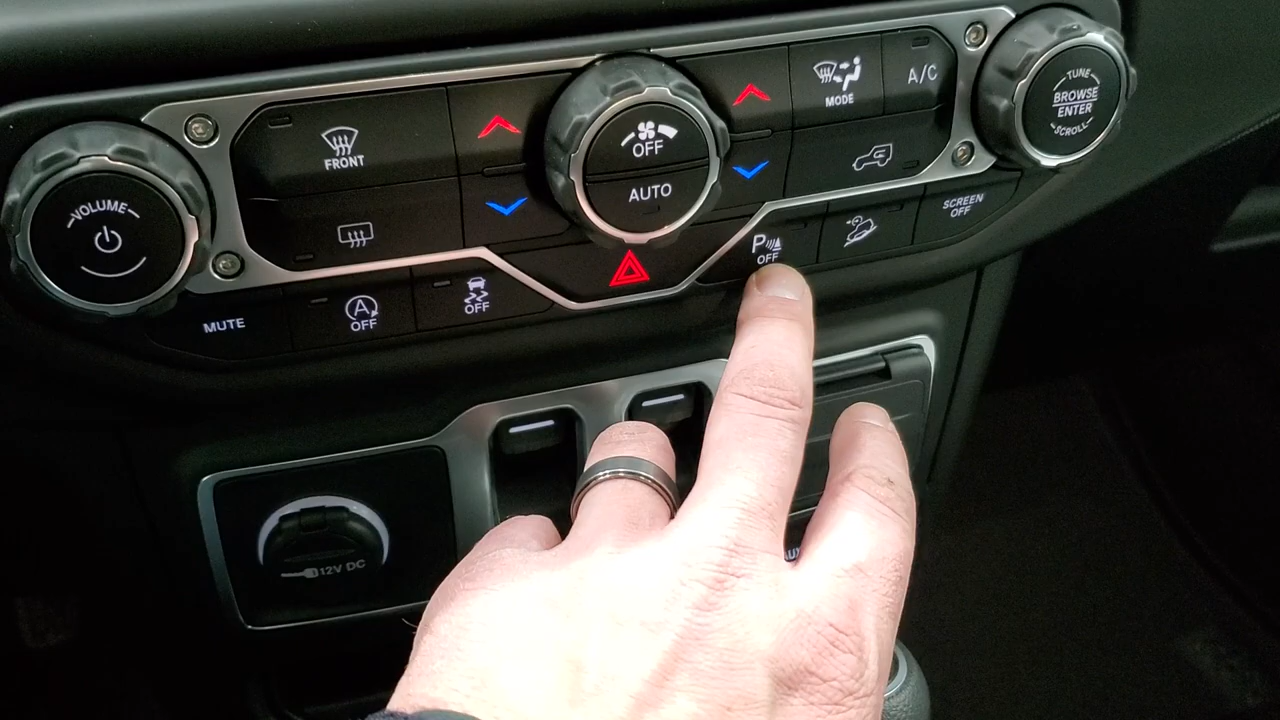 VOLUME
MUTE
FRONT
A
OFF
OFF
OFF
AUTO
MODE
A/C
P
OFF
SCREEN
OFF
TUNE
BROWSE
ENTER
SCROLL
12V DC